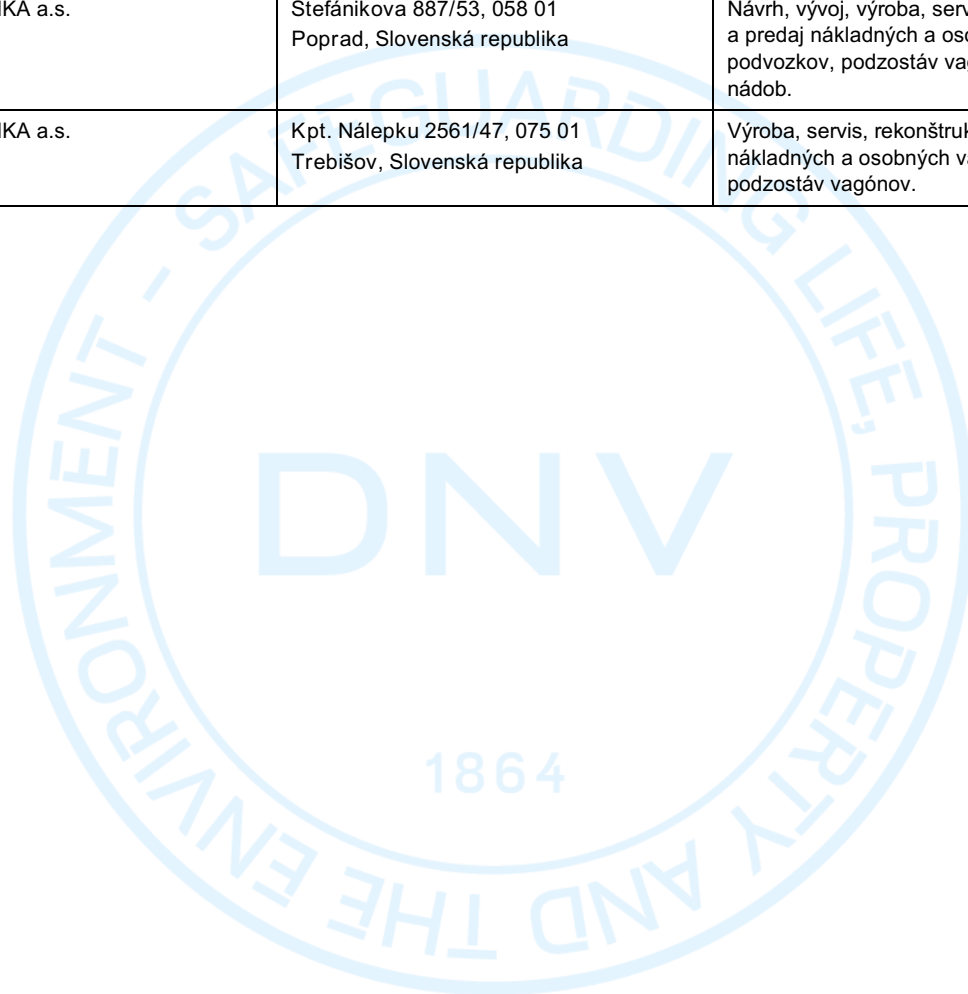 IKA a.s.
Štefánikova 887/53, 058 01
Poprad, Slovenská republika
Návrh, vývoj, výroba, serv
a predaj nákladných a oso
podvozkov, podzostáv vag
nádob.
IKA a.s.
Kpt. Nálepku 2561/47, 075 01
Trebišov, Slovenská republika
Výroba, servis, rekonštruk
nákladných a osobných va
podzostáv vagónov.
SAFEGUARDING LIFE, PROPERTY AND THE ENVIRONMENT -
DNV
1864